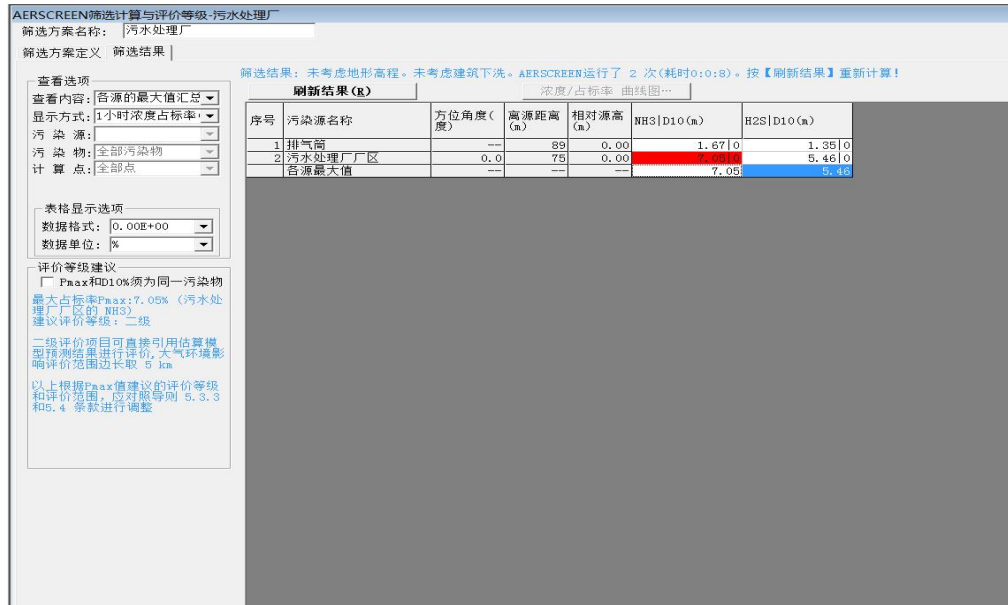 AERSCREEN筛选计算与评价等级-污水处理厂
筛选方案名称: 污水处理厂
筛选方案定义 筛选结果
查看选项
查看内容: 各源的最大值汇总
显示方式: 1小时浓度占标率
污 染 源:
污 染 物: 全部污染物
计 算 点: 全部点
表格显示选项
数据格式: 0.00E+00
数据单位: %
评价等级建议
Pmax和D10%须为同一污染物
最大占标率Pmax:7.05% (污水处
理厂厂区的 NH3)
建议评价等级: 二级
二级评价项目可直接引用估算模
型预测结果进行评价,大气环境影
响评价范围边长取 5 km
以上根据Pmax值建议的评价等级
和评价范围, 应对照导则 5.3.3
和5.4 条款进行调整
筛选结果: 未考虑地形高程。未考虑建筑下洗。AERSCREEN运行了 2 次(耗时0:0:8)。按【刷新结果】重新计算!
刷新结果(R) 浓度/占标率 曲线图…
序号 污染源名称 方位角度(度) 离源距离(m) 相对源高(m) NH3|D10(m) H2S|D10(m)
1 排气筒 -- 89 0.00 1.67|0 1.35|0
2 污水处理厂厂区 0.0 75 0.00 7.05|0 5.46|0
各源最大值 -- -- -- 7.05 5.46